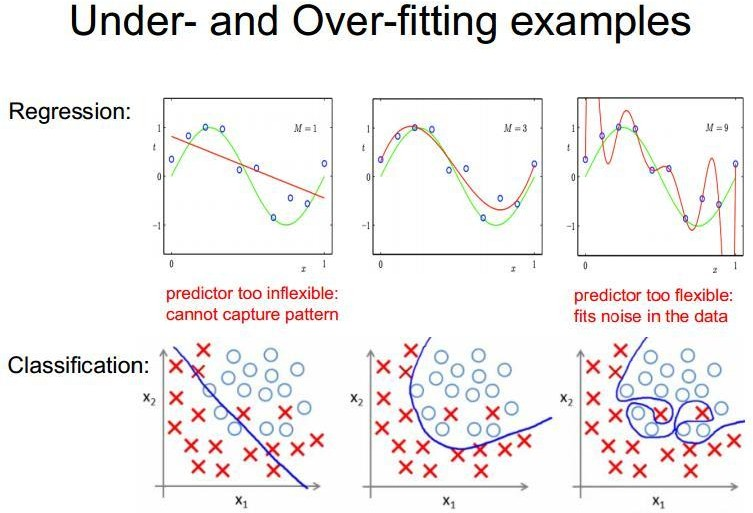 Under- and Over-fitting examples
Regression:
M = 1
1
t
0
−1
0
x
1
M = 3
1
t
0
−1
0
x
1
M = 9
1
t
0
−1
0
x
1
predictor too inflexible:
cannot capture pattern
predictor too flexible:
fits noise in the data
Classification:
x2
x1
x2
x1
x2
x1